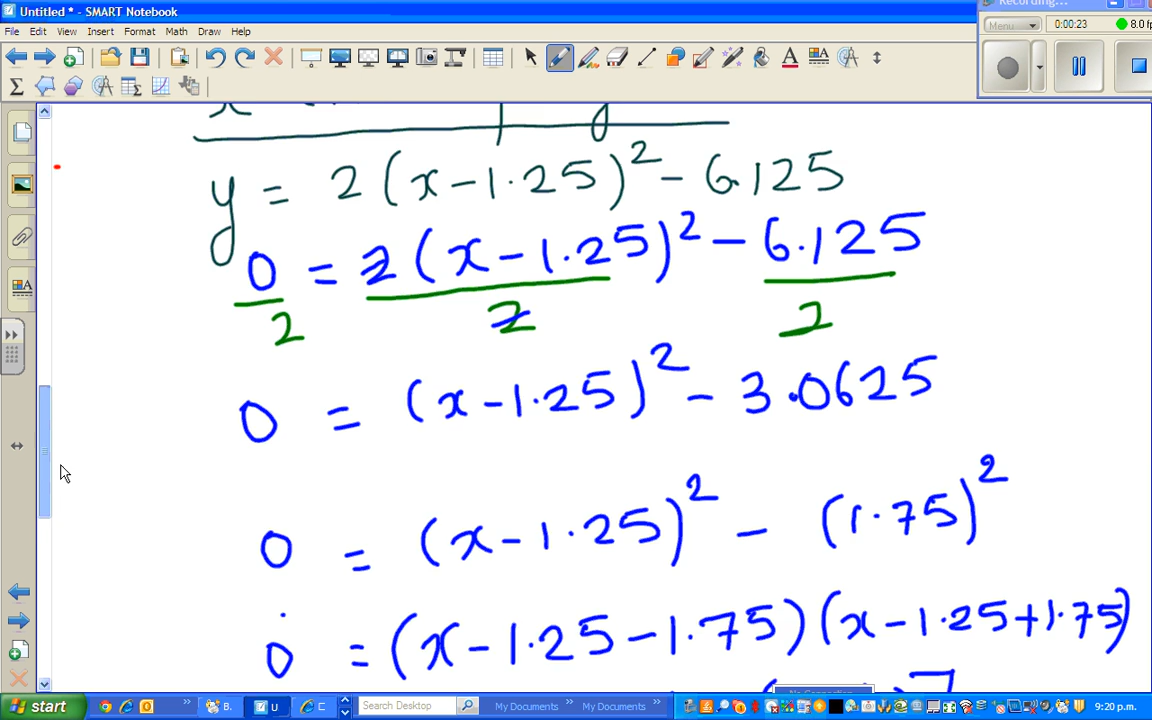 Untitled * - SMART Notebook
Recording...
File Edit View Insert Format Math Draw Help
Menu 0:00:23 8.0 f
y = 2(x-1.25)² - 6.125
0 = 2(x-1.25)² - 6.125
2 2 2
0 = (x-1.25)² - 3.0625
0 = (x-1.25)² - (1.75)²
0 = (x-1.25-1.75)(x-1.25+1.75)
start B. U C Search Desktop My Documents My Documents 9:20 p.m.